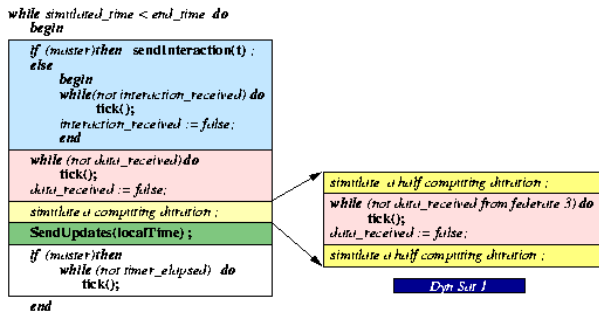 while simulated_time < end_time do
begin
if (master)then sendInteraction(t) ;
else
begin
while(not interaction_received) do
tick();
interaction_received := false;
end
while (not data_received)do
tick();
data_received := false;
simulate a computing duration ;
SendUpdates(localTime) ;
if (master)then
while (not timer_elapsed) do
tick();
end
simulate a half computing duration ;
while (not data_received from federate 3) do
tick();
data_received := false;
simulate a half computing duration ;
Dyn Sat 1